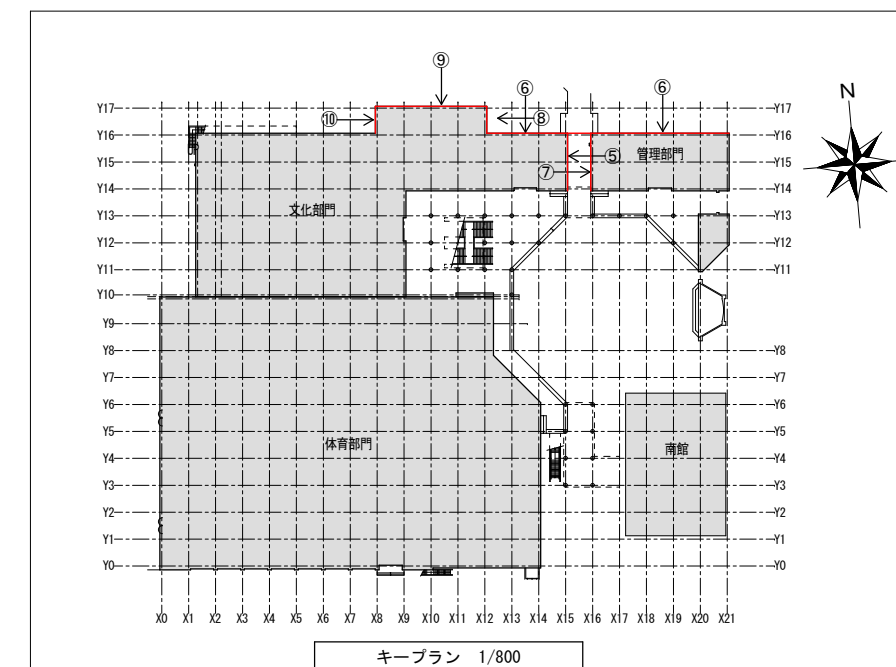 ⑨
⑥ ⑥
N
Y17 Y17
⑩ ⑧
Y16 Y16
Y15 ⑤ 管理部門 Y15
⑦
Y14 Y14
文化部門
Y13 Y13
Y12 Y12
Y11 Y11
Y10
Y9
Y8 Y8
Y7 Y7
Y6 Y6
Y5 Y5
体育部門 南館
Y4 Y4
Y3 Y3
Y2 Y2
Y1 Y1
Y0 Y0
X0 X1 X2 X3 X4 X5 X6 X7 X8 X9 X10 X11 X12 X13 X14 X15 X16 X17 X18 X19 X20 X21
キープラン 1/800